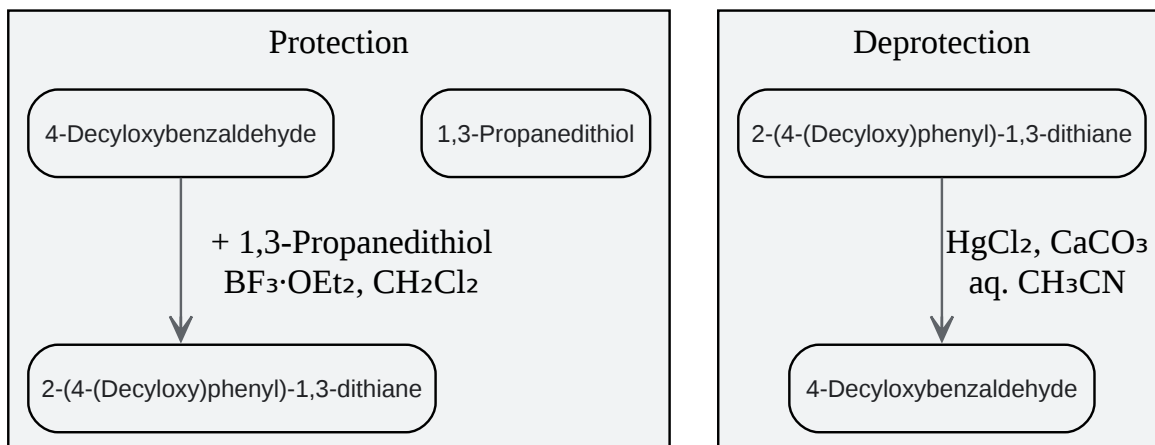 Protection
4-Decyloxybenzaldehyde
1,3-Propanedithiol
+ 1,3-Propanedithiol
BF₃·OEt₂, CH₂Cl₂
2-(4-(Decyloxy)phenyl)-1,3-dithiane
Deprotection
2-(4-(Decyloxy)phenyl)-1,3-dithiane
HgCl₂, CaCO₃
aq. CH₃CN
4-Decyloxybenzaldehyde